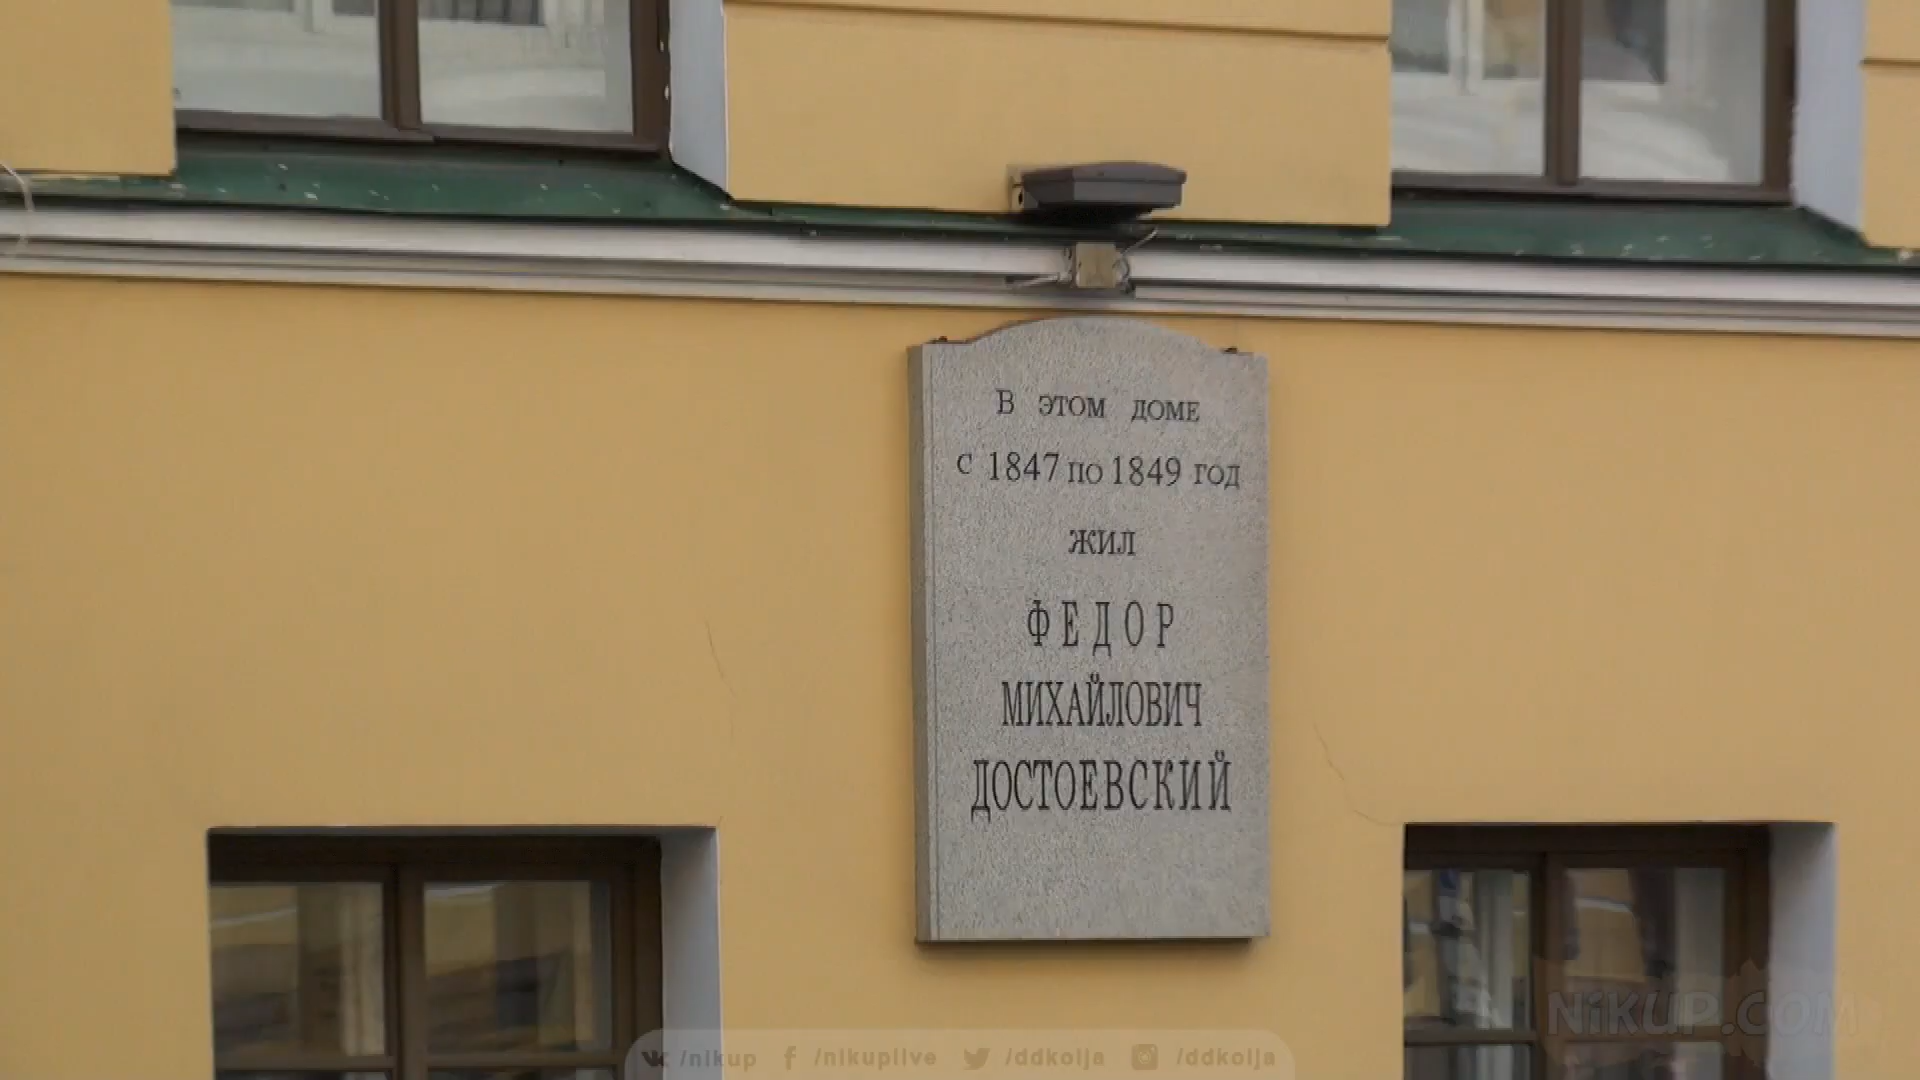 В ЭТОМ ДОМЕ
С 1847 ПО 1849 ГОД
ЖИЛ
ФЕДОР
МИХАЙЛОВИЧ
ДОСТОЕВСКИЙ
NiKUP.COM
/nikup /nikuplive /ddkolja /ddkolja